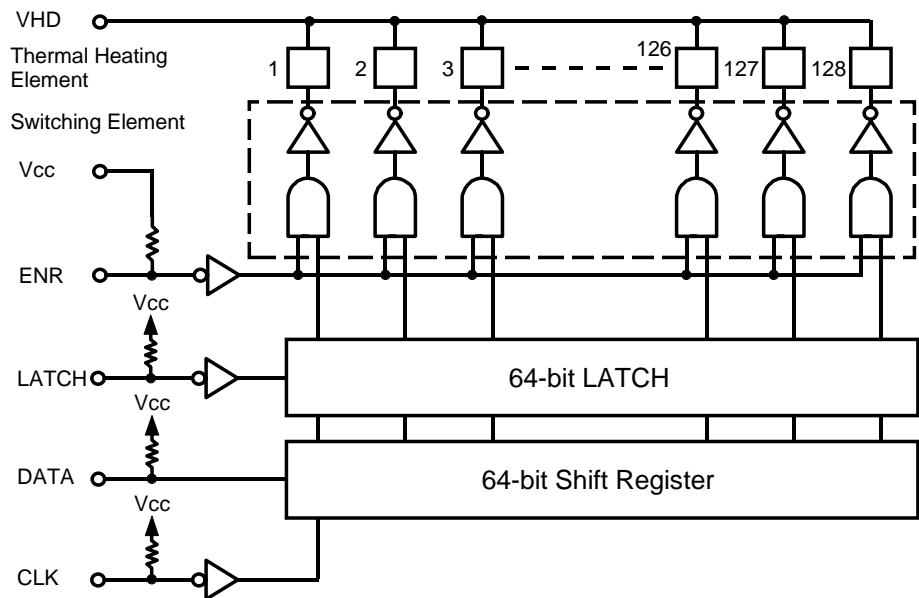 VHD
Thermal Heating
Element
1
2
3
126
127
128
Switching Element
Vcc
ENR
Vcc
LATCH
64-bit LATCH
Vcc
DATA
64-bit Shift Register
Vcc
CLK